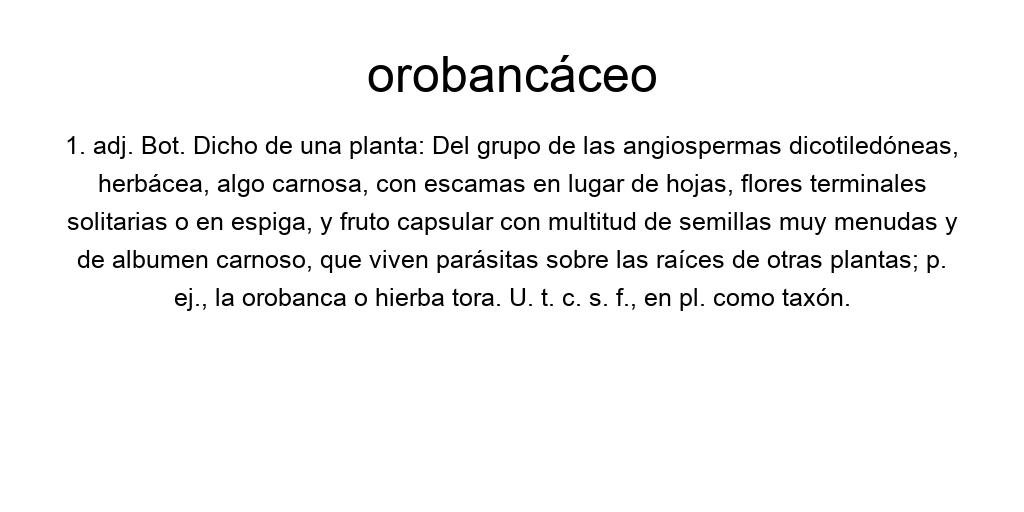 orobancáceo
1. adj. Bot. Dicho de una planta: Del grupo de las angiospermas dicotiledóneas,
herbácea, algo carnosa, con escamas en lugar de hojas, flores terminales
solitarias o en espiga, y fruto capsular con multitud de semillas muy menudas y
de albumen carnoso, que viven parásitas sobre las raíces de otras plantas; p.
ej., la orobanca o hierba tora. U. t. c. s. f., en pl. como taxón.